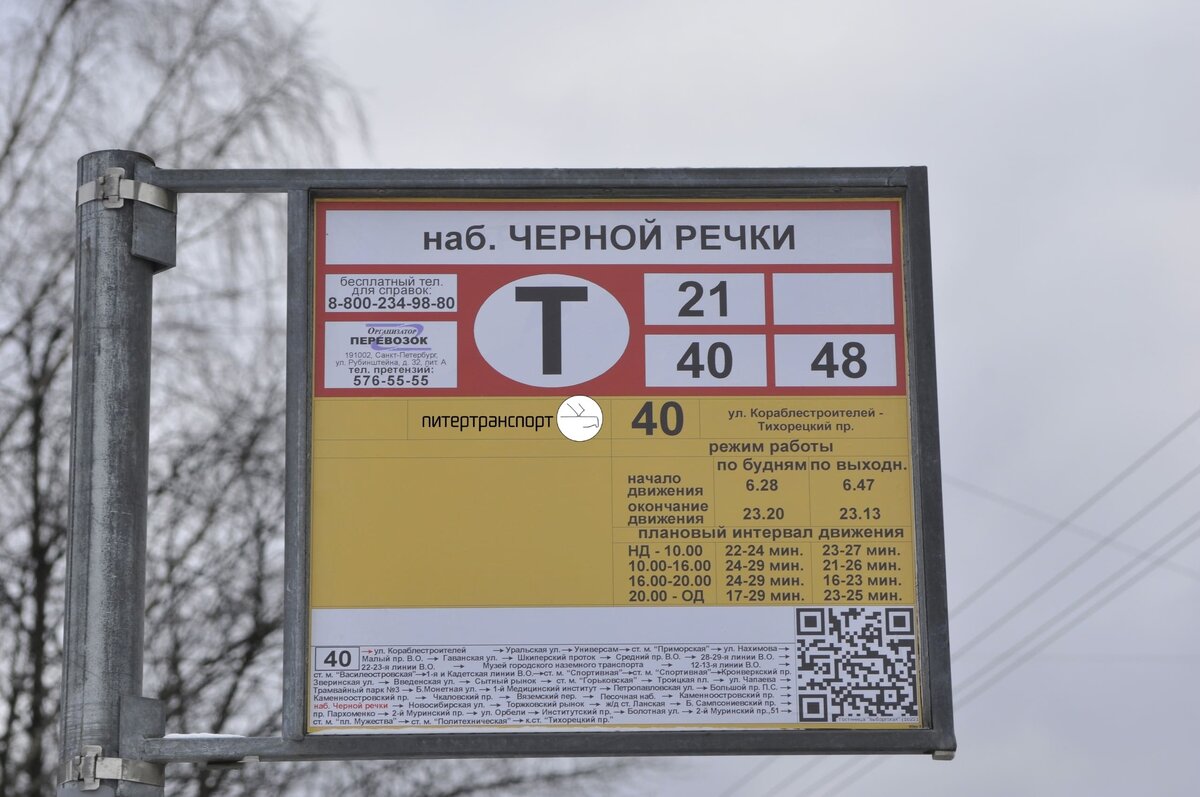 наб. ЧЕРНОЙ РЕЧКИ
бесплатный тел.
для справок:
8-800-234-98-80
Организатор
ПЕРЕВОЗОК
191002, Санкт-Петербург,
ул. Рубинштейна, д. 32, лит. А
тел. претензий:
576-55-55
Т
21
40
48
питертранспорт
40
ул. Кораблестроителей -
Тихорецкий пр.
режим работы
по будням по выходн.
начало
движения
6.28
6.47
окончание
движения
23.20
23.13
плановый интервал движения
НД - 10.00 22-24 мин. 23-27 мин.
10.00-16.00 24-29 мин. 21-26 мин.
16.00-20.00 24-29 мин. 16-23 мин.
20.00 - ОД 17-29 мин. 23-25 мин.
40
→ ул. Кораблестроителей → Уральская ул. → Универсам → ст. м. "Приморская" → ул. Нахимова →
Малый пр. В.О. → Гаванская ул. → Шкиперский проток → Средний пр. В.О. → 28-29-я линии В.О. →
22-23-я линии В.О. → Музей городского наземного транспорта → 12-13-я линии В.О. →
ст. м. "Василеостровская" → 1-я и Кадетская линии В.О. → ст. м. "Спортивная" → ст. м. "Спортивная" → Кронверкский пр. →
Зверинская ул. → Введенская ул. → Сытный рынок → ст. м. "Горьковская" → Троицкая пл. → ул. Чапаева →
Трамвайный парк №3 → Б.Монетная ул. → 1-й Медицинский институт → Петропавловская ул. → Большой пр. П.С. →
Каменноостровский пр. → Чкаловский пр. → Вяземский пер. → Песочная наб. → Каменноостровский пр. →
наб. Черной речки → Новосибирская ул. → Торжковский рынок → ж/д ст. Ланская → Б. Сампсониевский пр. →
пр. Пархоменко → 2-й Муринский пр. → ул. Орбели → Институтский пр. → Болотная ул. → 2-й Муринский пр.,51 →
ст. м. "пл. Мужества" → ст. м. "Политехническая" → к.ст. "Тихорецкий пр."